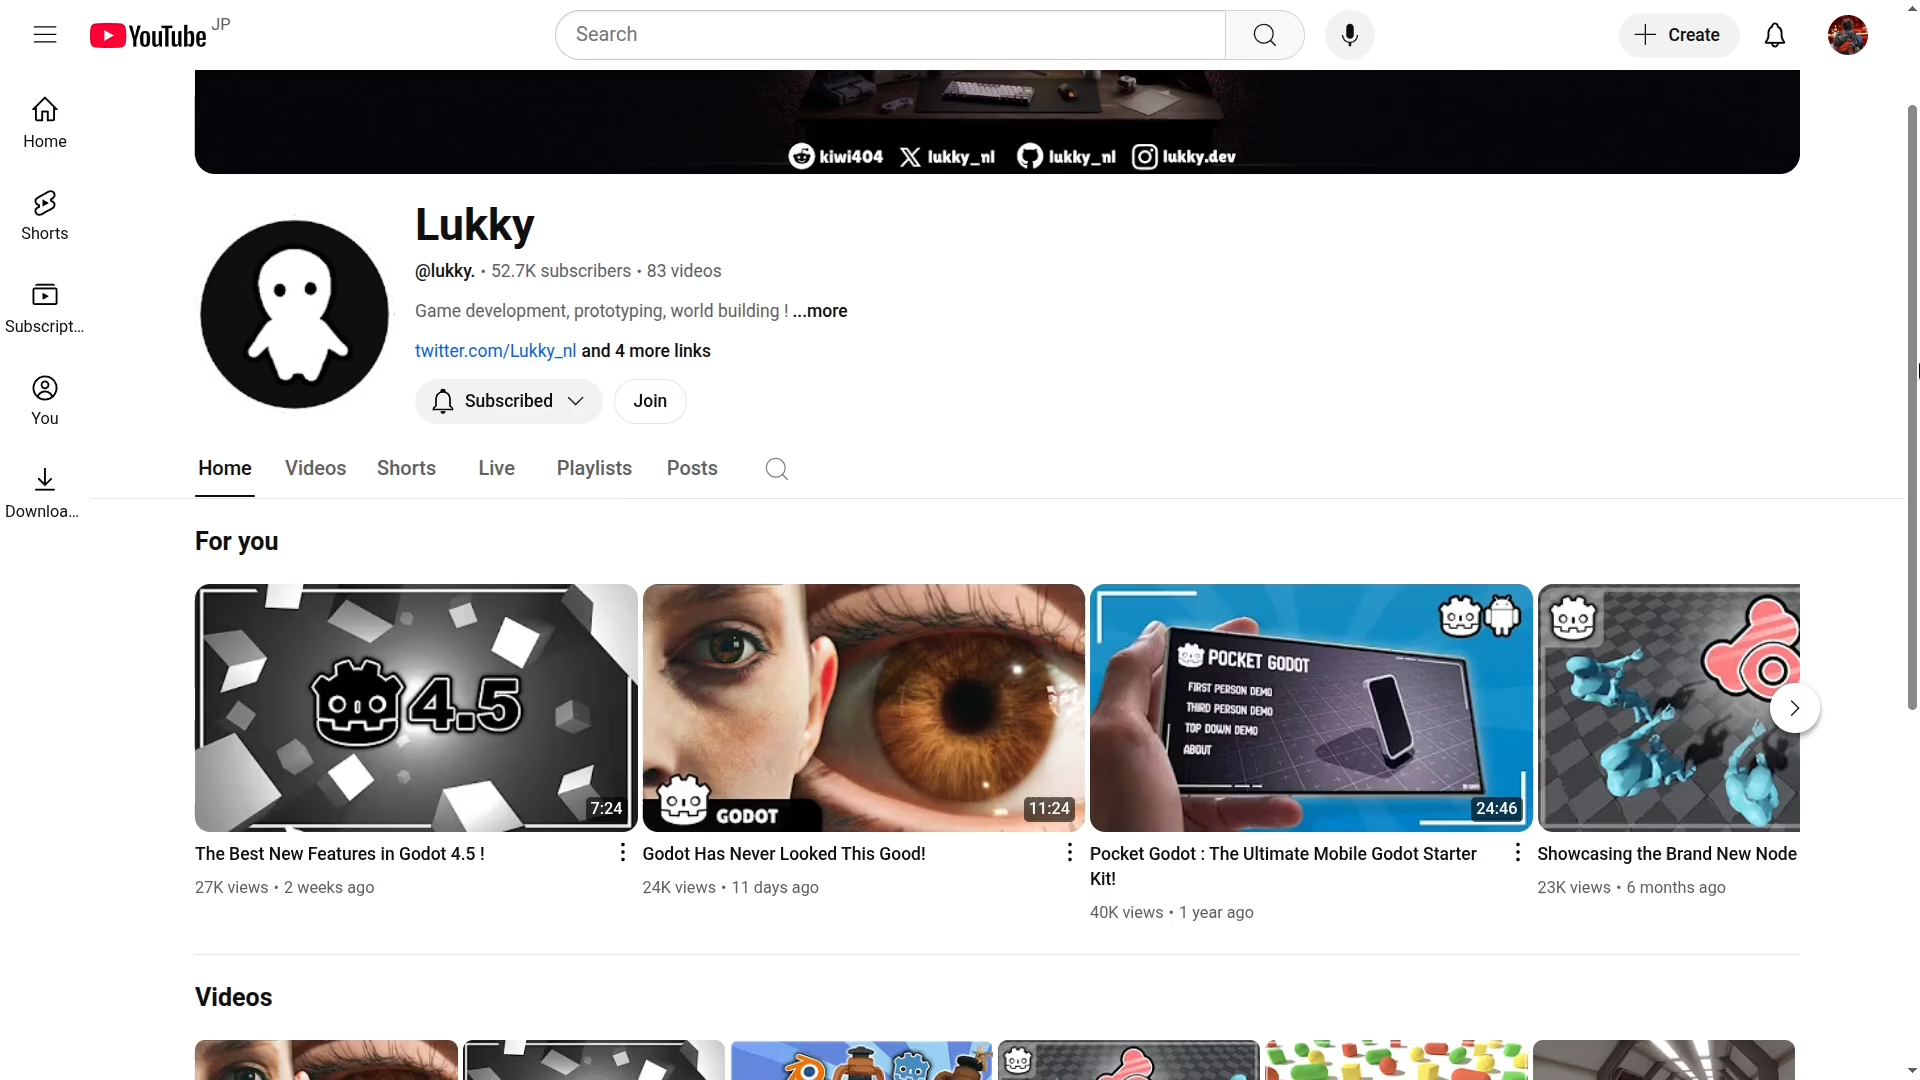 YouTube JP
Search
Create
Home
Shorts
Subscript...
You
Downloa...
kiwi404 lukky_nl lukky_nl lukky.dev
Lukky
@lukky. • 52.7K subscribers • 83 videos
Game development, prototyping, world building ! ...more
twitter.com/Lukky_nl and 4 more links
Subscribed
Join
Home Videos Shorts Live Playlists Posts
For you
4.5
7:24
GODOT
11:24
POCKET GODOT
FIRST PERSON DEMO
THIRD PERSON DEMO
TOP DOWN DEMO
ABOUT
24:46
The Best New Features in Godot 4.5 !
27K views • 2 weeks ago
Godot Has Never Looked This Good!
24K views • 11 days ago
Pocket Godot : The Ultimate Mobile Godot Starter
Kit!
40K views • 1 year ago
Showcasing the Brand New Node
23K views • 6 months ago
Videos